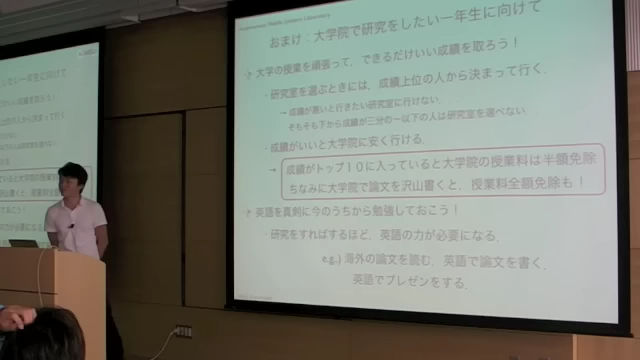 おまけ：大学院で研究をしたい一年生に向けて
大学の授業を頑張って、できるだけいい成績を取ろう！
・研究室を選ぶときには、成績上位の人から決まって行く.
→ 成績が悪いと行きたい研究室に行けない.
そもそも下から成績が三分の一以下の人は研究室を選べない.
・成績がいいと大学院に安く行ける.
→ 成績がトップ１０に入っていると大学院の授業料は半額免除
ちなみに大学院で論文を沢山書くと、授業料全額免除も！
英語を真剣に今のうちから勉強しておこう！
・研究をすればするほど、英語の力が必要になる.
e.g.) 海外の論文を読む, 英語で論文を書く,
英語でプレゼンをする.